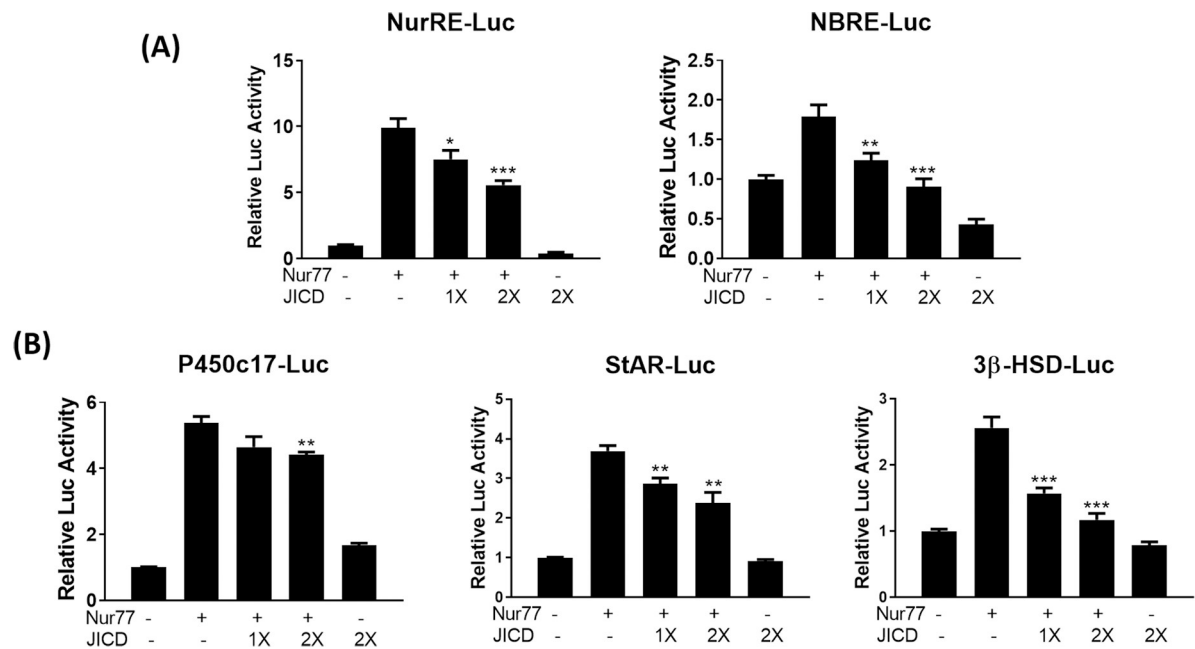 (A)
NurRE-Luc
Relative Luc Activity
15
10
5
0
*
***
Nur77 - + + + -
JICD - - 1X 2X 2X
NBRE-Luc
Relative Luc Activity
2.5
2.0
1.5
1.0
0.5
0.0
**
***
Nur77 - + + + -
JICD - - 1X 2X 2X
(B)
P450c17-Luc
Relative Luc Activity
6
4
2
0
**
Nur77 - + + + -
JICD - - 1X 2X 2X
StAR-Luc
Relative Luc Activity
5
4
3
2
1
0
**
**
Nur77 - + + + -
JICD - - 1X 2X 2X
3β-HSD-Luc
Relative Luc Activity
3
2
1
0
***
***
Nur77 - + + + -
JICD - - 1X 2X 2X